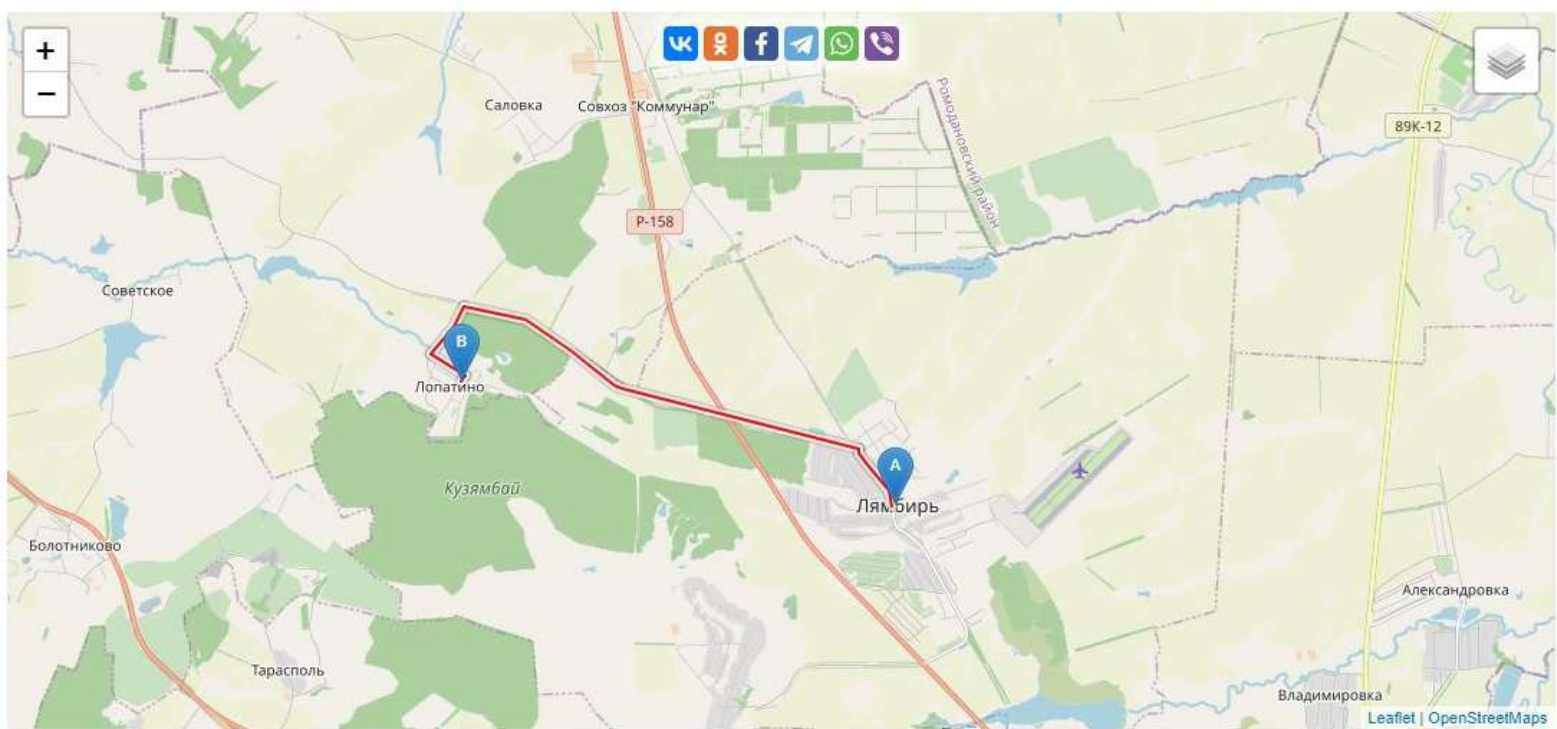 +
−
Саловка
Совхоз "Коммунар"
Ромодановский район
89К-12
Р-158
Советское
B
Лопатино
A
Лямбирь
Кузямбай
Болотниково
Александровка
Тарасполь
Владимировка
Leaflet | OpenStreetMaps